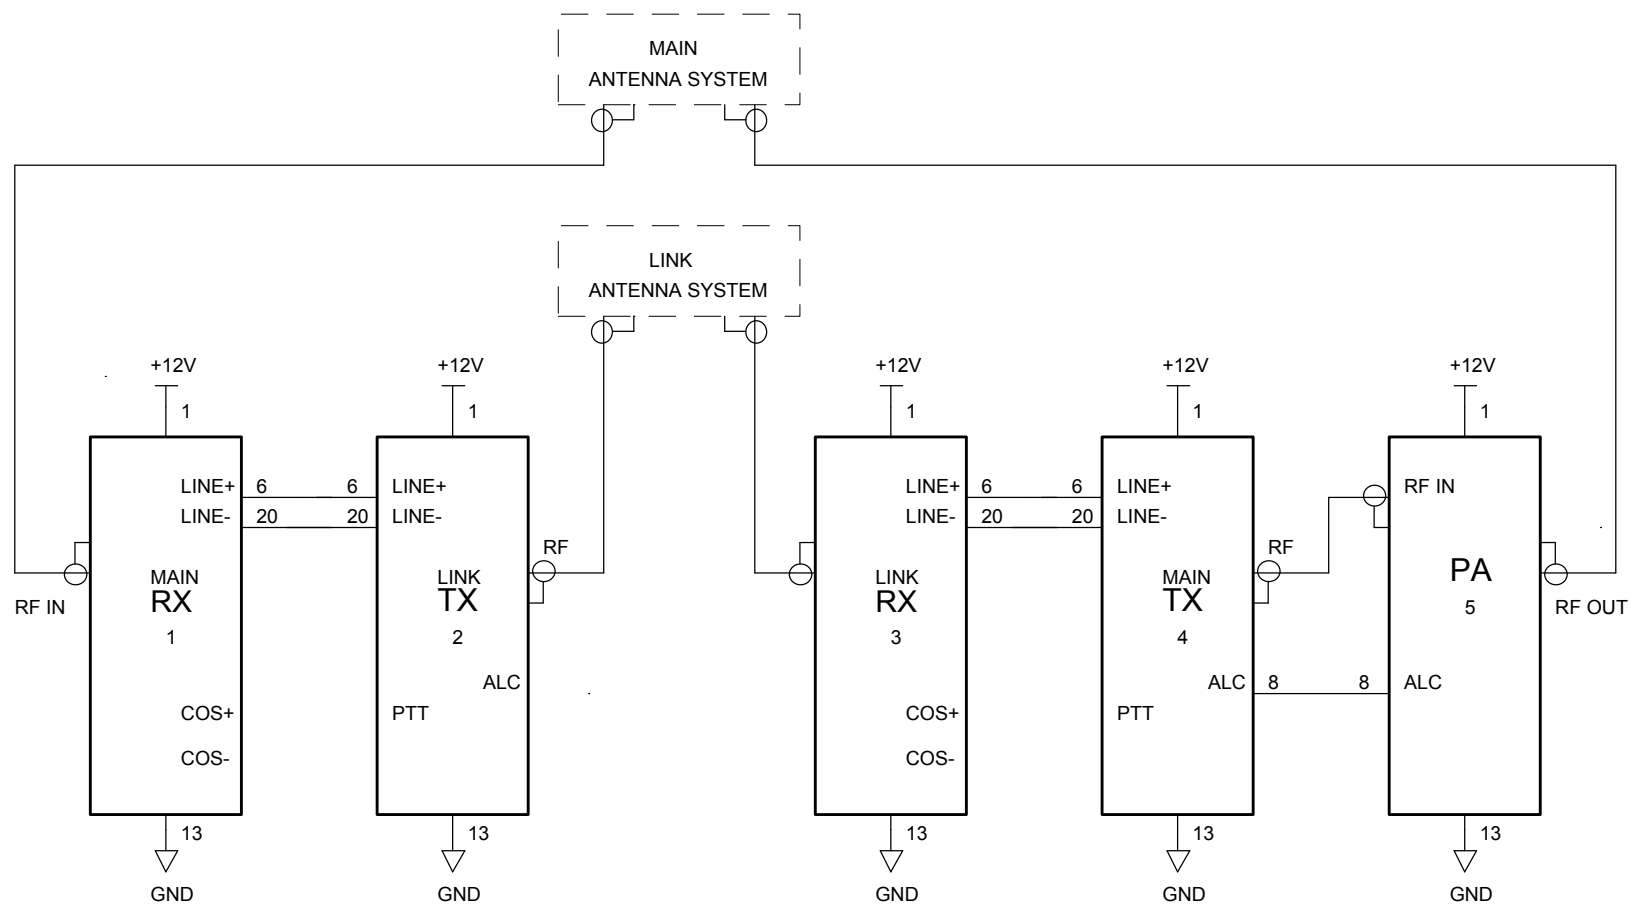 MAIN
ANTENNA SYSTEM
LINK
ANTENNA SYSTEM
+12V +12V +12V +12V +12V
1 1 1 1 1
LINE+ 6 6 LINE+ LINE+ 6 6 LINE+ RF IN
LINE- 20 20 LINE- LINE- 20 20 LINE-
RF RF
MAIN LINK LINK MAIN PA
RX TX RX TX
RF IN 5 RF OUT
1 2 3 4
ALC ALC 8 8 ALC
COS+ PTT COS+ PTT
COS- COS-
13 13 13 13 13
GND GND GND GND GND